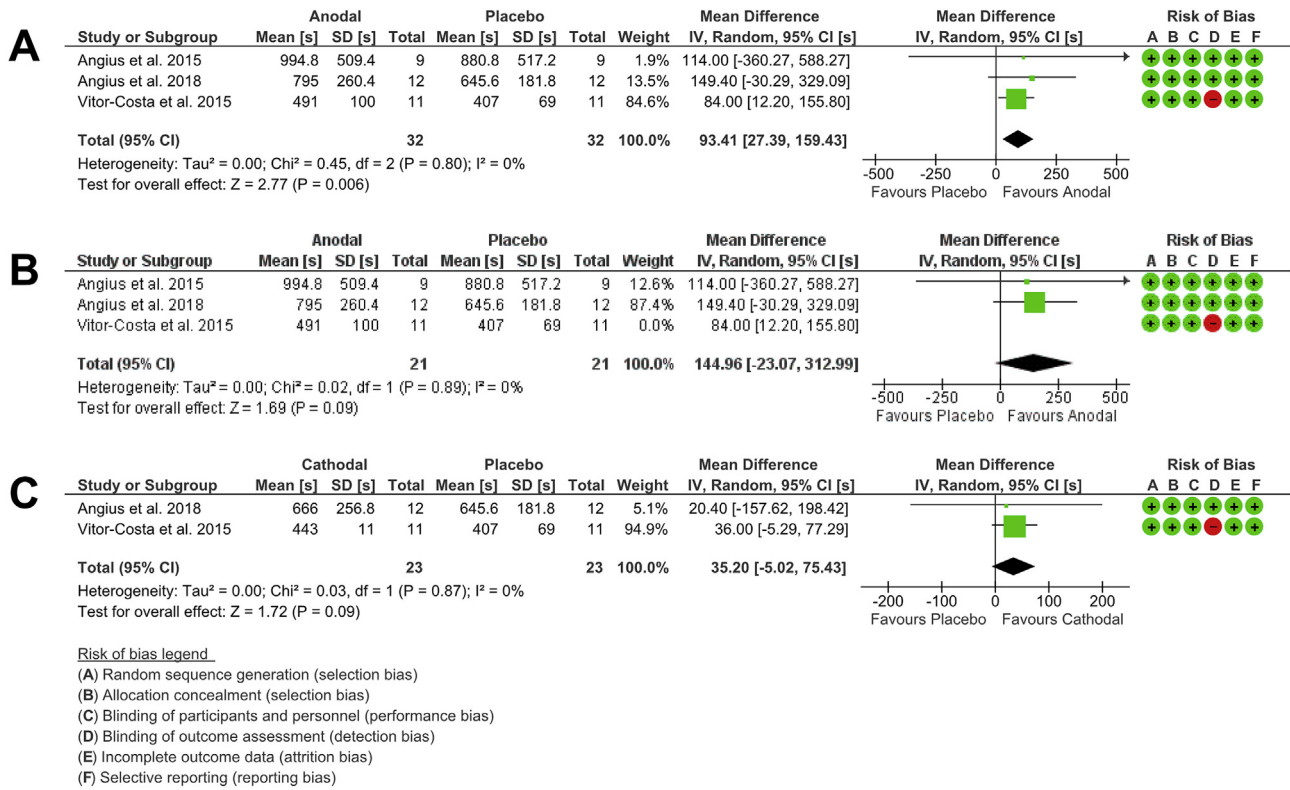 A
Anodal Placebo Mean Difference Mean Difference Risk of Bias
Study or Subgroup Mean [s] SD [s] Total Mean [s] SD [s] Total Weight IV, Random, 95% CI [s] IV, Random, 95% CI [s] A B C D E F
Angius et al. 2015 994.8 509.4 9 880.8 517.2 9 1.9% 114.00 [-360.27, 588.27] + + + + + +
Angius et al. 2018 795 260.4 12 645.6 181.8 12 13.5% 149.40 [-30.29, 329.09] + + + + + +
Vitor-Costa et al. 2015 491 100 11 407 69 11 84.6% 84.00 [12.20, 155.80] + + + − + +
Total (95% CI) 32 32 100.0% 93.41 [27.39, 159.43]
Heterogeneity: Tau² = 0.00; Chi² = 0.45, df = 2 (P = 0.80); I² = 0%
Test for overall effect: Z = 2.77 (P = 0.006)
-500 -250 0 250 500
Favours Placebo Favours Anodal
B
Anodal Placebo Mean Difference Mean Difference Risk of Bias
Study or Subgroup Mean [s] SD [s] Total Mean [s] SD [s] Total Weight IV, Random, 95% CI [s] IV, Random, 95% CI [s] A B C D E F
Angius et al. 2015 994.8 509.4 9 880.8 517.2 9 12.6% 114.00 [-360.27, 588.27] + + + + + +
Angius et al. 2018 795 260.4 12 645.6 181.8 12 87.4% 149.40 [-30.29, 329.09] + + + + + +
Vitor-Costa et al. 2015 491 100 11 407 69 11 0.0% 84.00 [12.20, 155.80] + + + − + +
Total (95% CI) 21 21 100.0% 144.96 [-23.07, 312.99]
Heterogeneity: Tau² = 0.00; Chi² = 0.02, df = 1 (P = 0.89); I² = 0%
Test for overall effect: Z = 1.69 (P = 0.09)
-500 -250 0 250 500
Favours Placebo Favours Anodal
C
Cathodal Placebo Mean Difference Mean Difference Risk of Bias
Study or Subgroup Mean [s] SD [s] Total Mean [s] SD [s] Total Weight IV, Random, 95% CI [s] IV, Random, 95% CI [s] A B C D E F
Angius et al. 2018 666 256.8 12 645.6 181.8 12 5.1% 20.40 [-157.62, 198.42] + + + + + +
Vitor-Costa et al. 2015 443 11 11 407 69 11 94.9% 36.00 [-5.29, 77.29] + + + − + +
Total (95% CI) 23 23 100.0% 35.20 [-5.02, 75.43]
Heterogeneity: Tau² = 0.00; Chi² = 0.03, df = 1 (P = 0.87); I² = 0%
Test for overall effect: Z = 1.72 (P = 0.09)
-200 -100 0 100 200
Favours Placebo Favours Cathodal
Risk of bias legend
(A) Random sequence generation (selection bias)
(B) Allocation concealment (selection bias)
(C) Blinding of participants and personnel (performance bias)
(D) Blinding of outcome assessment (detection bias)
(E) Incomplete outcome data (attrition bias)
(F) Selective reporting (reporting bias)